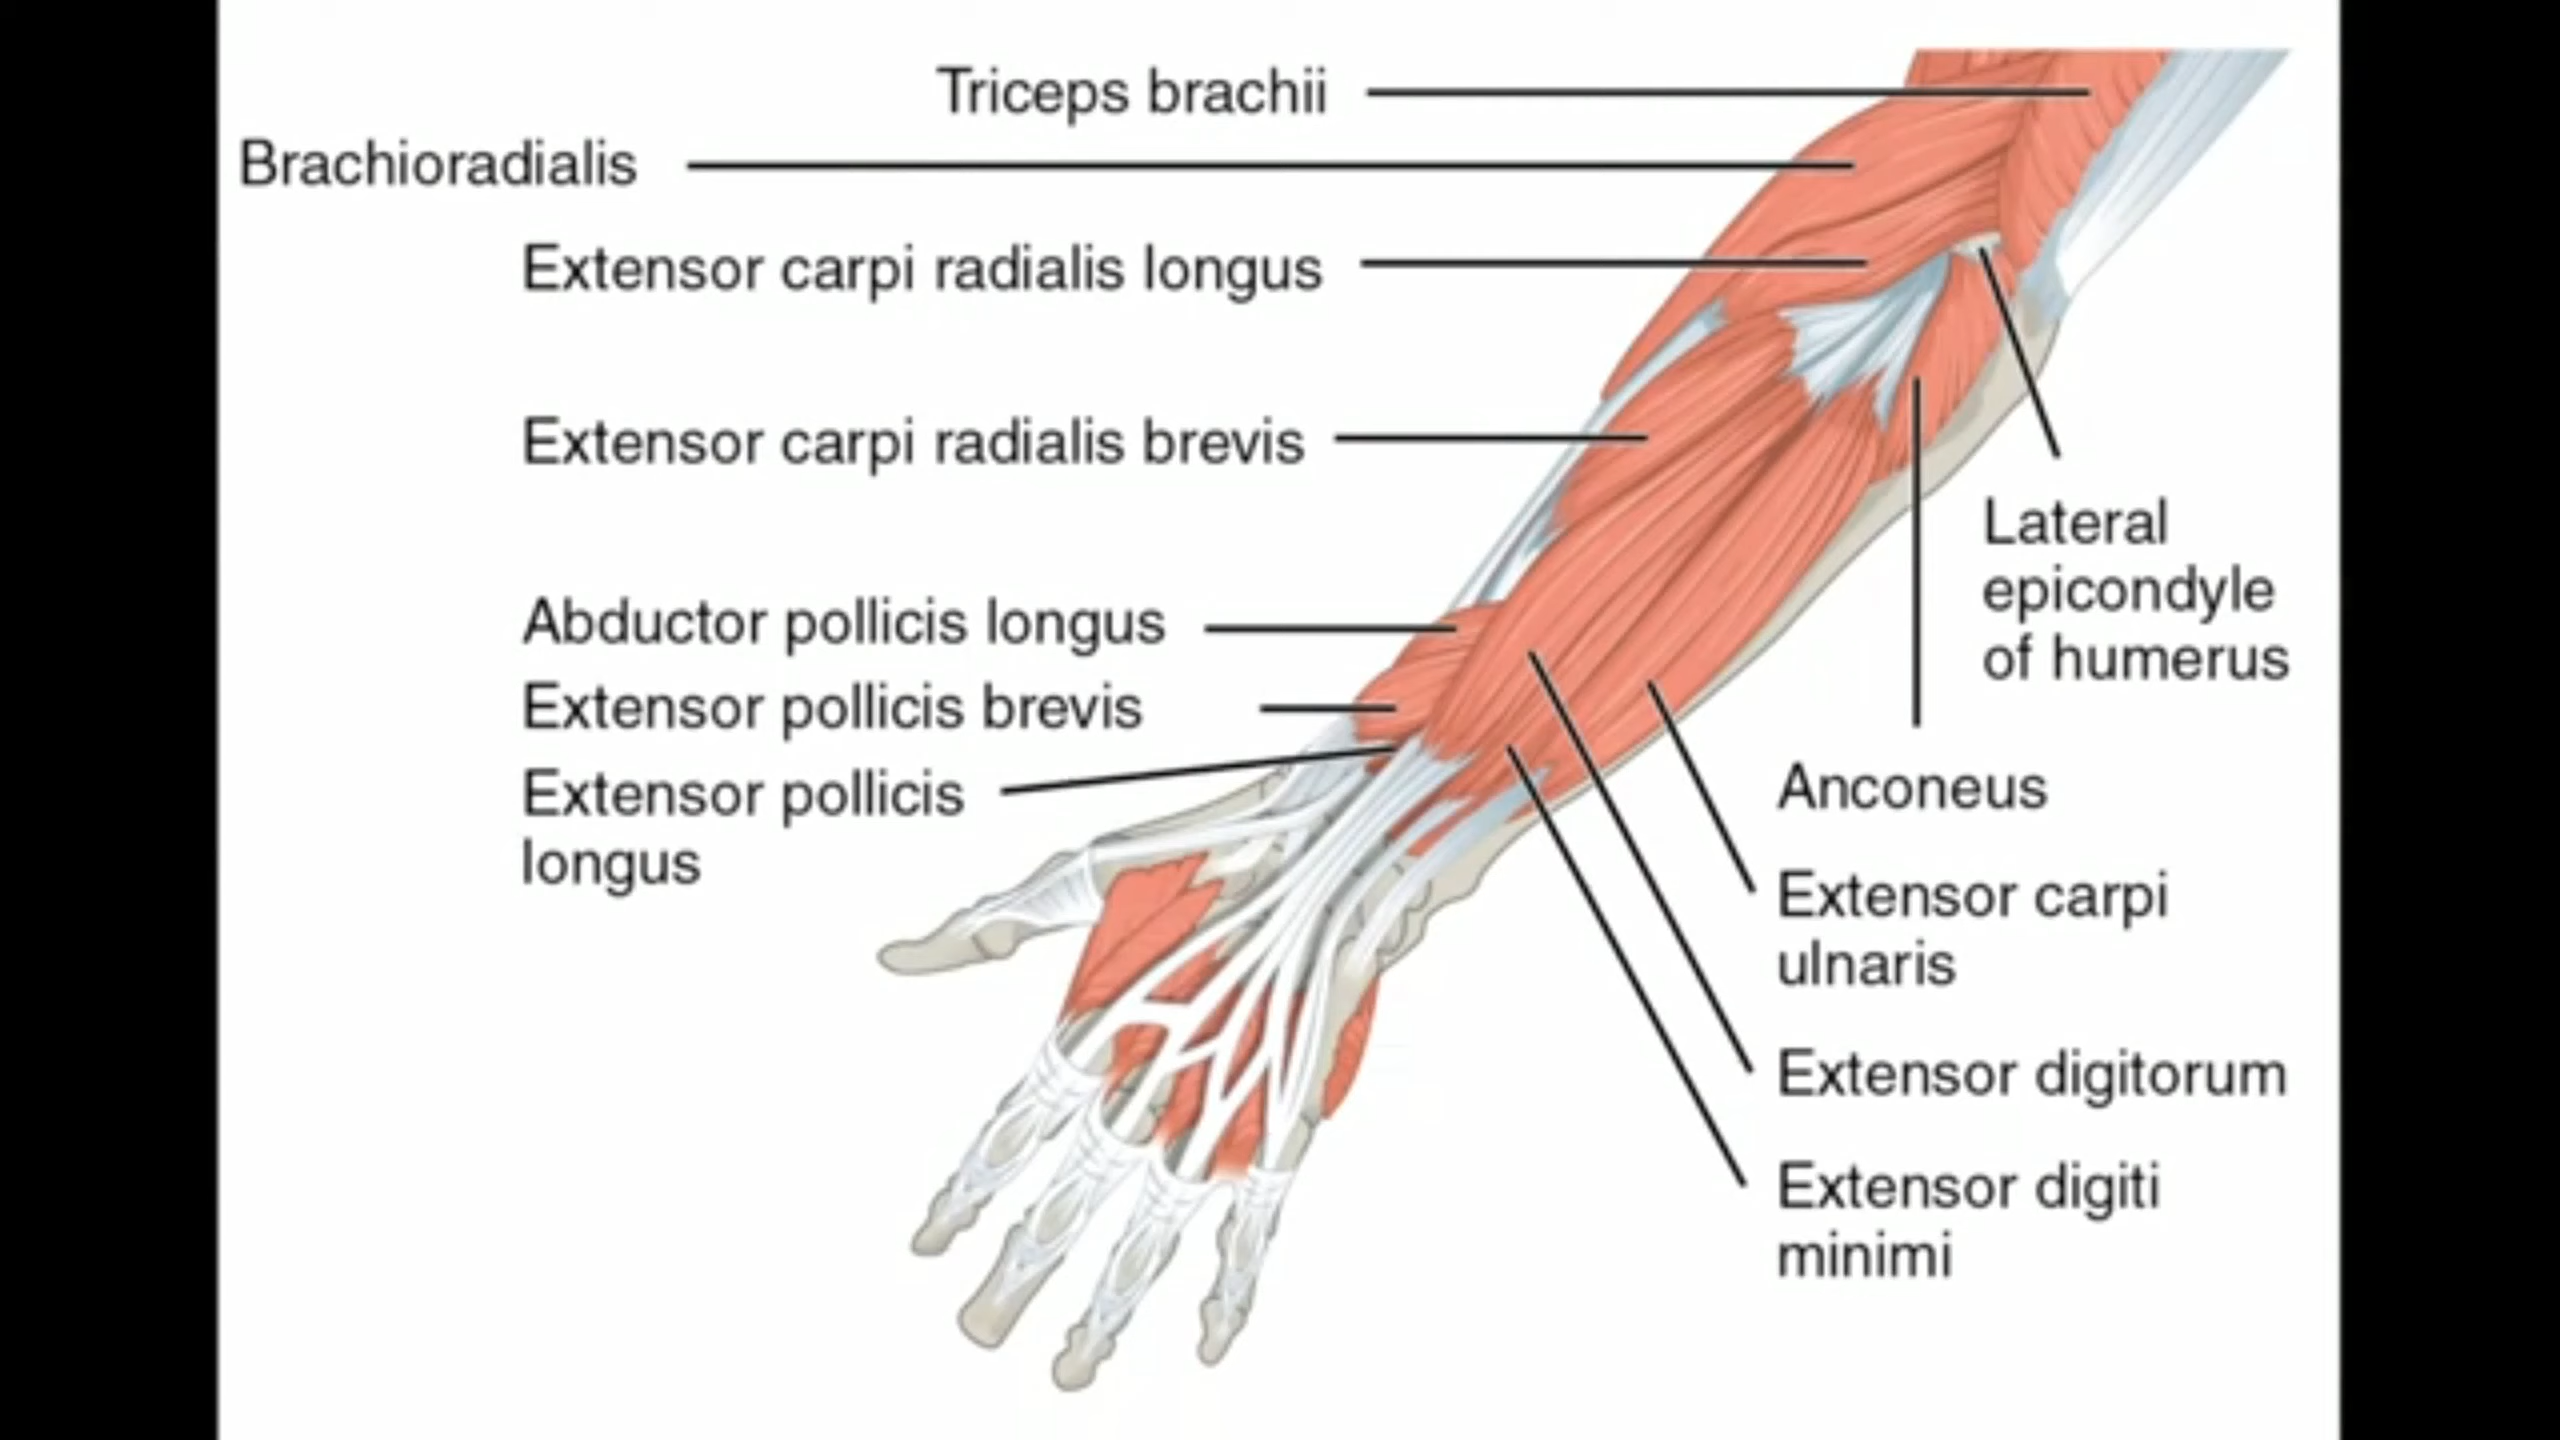 Triceps brachii
Brachioradialis
Extensor carpi radialis longus
Extensor carpi radialis brevis
Abductor pollicis longus
Extensor pollicis brevis
Extensor pollicis
longus
Lateral
epicondyle
of humerus
Anconeus
Extensor carpi
ulnaris
Extensor digitorum
Extensor digiti
minimi